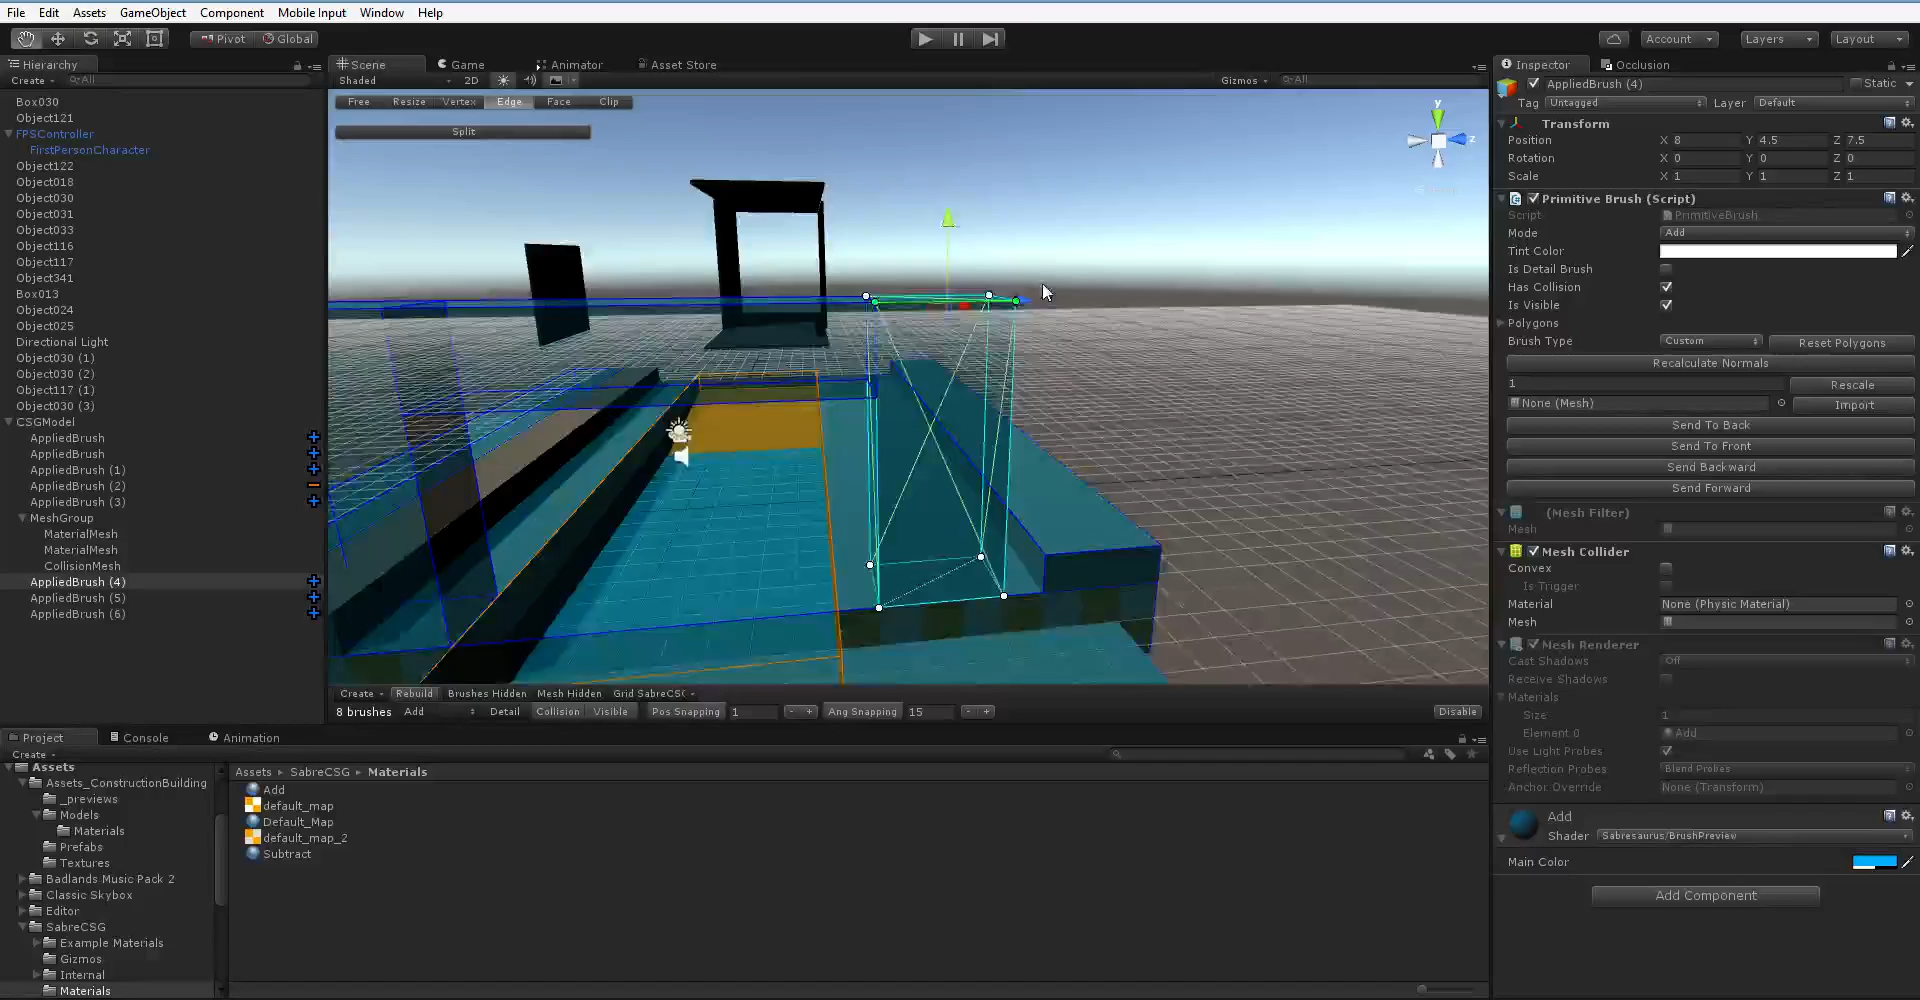 File Edit Assets GameObject Component Mobile Input Window Help
Pivot Global Account Layers Layout
Hierarchy
Create All
Box030
Object121
FPSController
FirstPersonCharacter
Object122
Object018
Object030
Object031
Object033
Object116
Object117
Object341
Box013
Object024
Object025
Directional Light
Object030 (1)
Object030 (2)
Object117 (1)
Object030 (3)
CSGModel
AppliedBrush
AppliedBrush
AppliedBrush (1)
AppliedBrush (2)
AppliedBrush (3)
MeshGroup
MaterialMesh
MaterialMesh
CollisionMesh
AppliedBrush (4)
AppliedBrush (5)
AppliedBrush (6)
Scene Game Animator Asset Store
Shaded 2D Gizmos All
Free Resize Vertex Edge Face Clip
Split
y
z
Create Rebuild Brushes Hidden Mesh Hidden Grid SabreCSG
8 brushes Add Detail Collision Visible Pos Snapping 1 - + Ang Snapping 15 - + Disable
Project Console Animation
Create
Assets
Assets_ConstructionBuilding
_previews
Models
Materials
Prefabs
Textures
Badlands Music Pack 2
Classic Skybox
Editor
SabreCSG
Example Materials
Gizmos
Internal
Materials
Assets SabreCSG Materials
Add
default_map
Default_Map
default_map_2
Subtract
Inspector Occlusion
AppliedBrush (4) Static
Tag Untagged Layer Default
Transform
Position X 8 Y 4.5 Z 7.5
Rotation X 0 Y 0 Z 0
Scale X 1 Y 1 Z 1
Primitive Brush (Script)
Script PrimitiveBrush
Mode Add
Tint Color
Is Detail Brush
Has Collision
Is Visible
Polygons
Brush Type Custom Reset Polygons
Recalculate Normals
1 Rescale
None (Mesh) Import
Send To Back
Send To Front
Send Backward
Send Forward
(Mesh Filter)
Mesh
Mesh Collider
Convex
Is Trigger
Material None (Physic Material)
Mesh
Mesh Renderer
Cast Shadows Off
Receive Shadows
Materials
Size 1
Element 0 Add
Use Light Probes
Reflection Probes Blend Probes
Anchor Override None (Transform)
Add
Shader Sabresaurus/BrushPreview
Main Color
Add Component